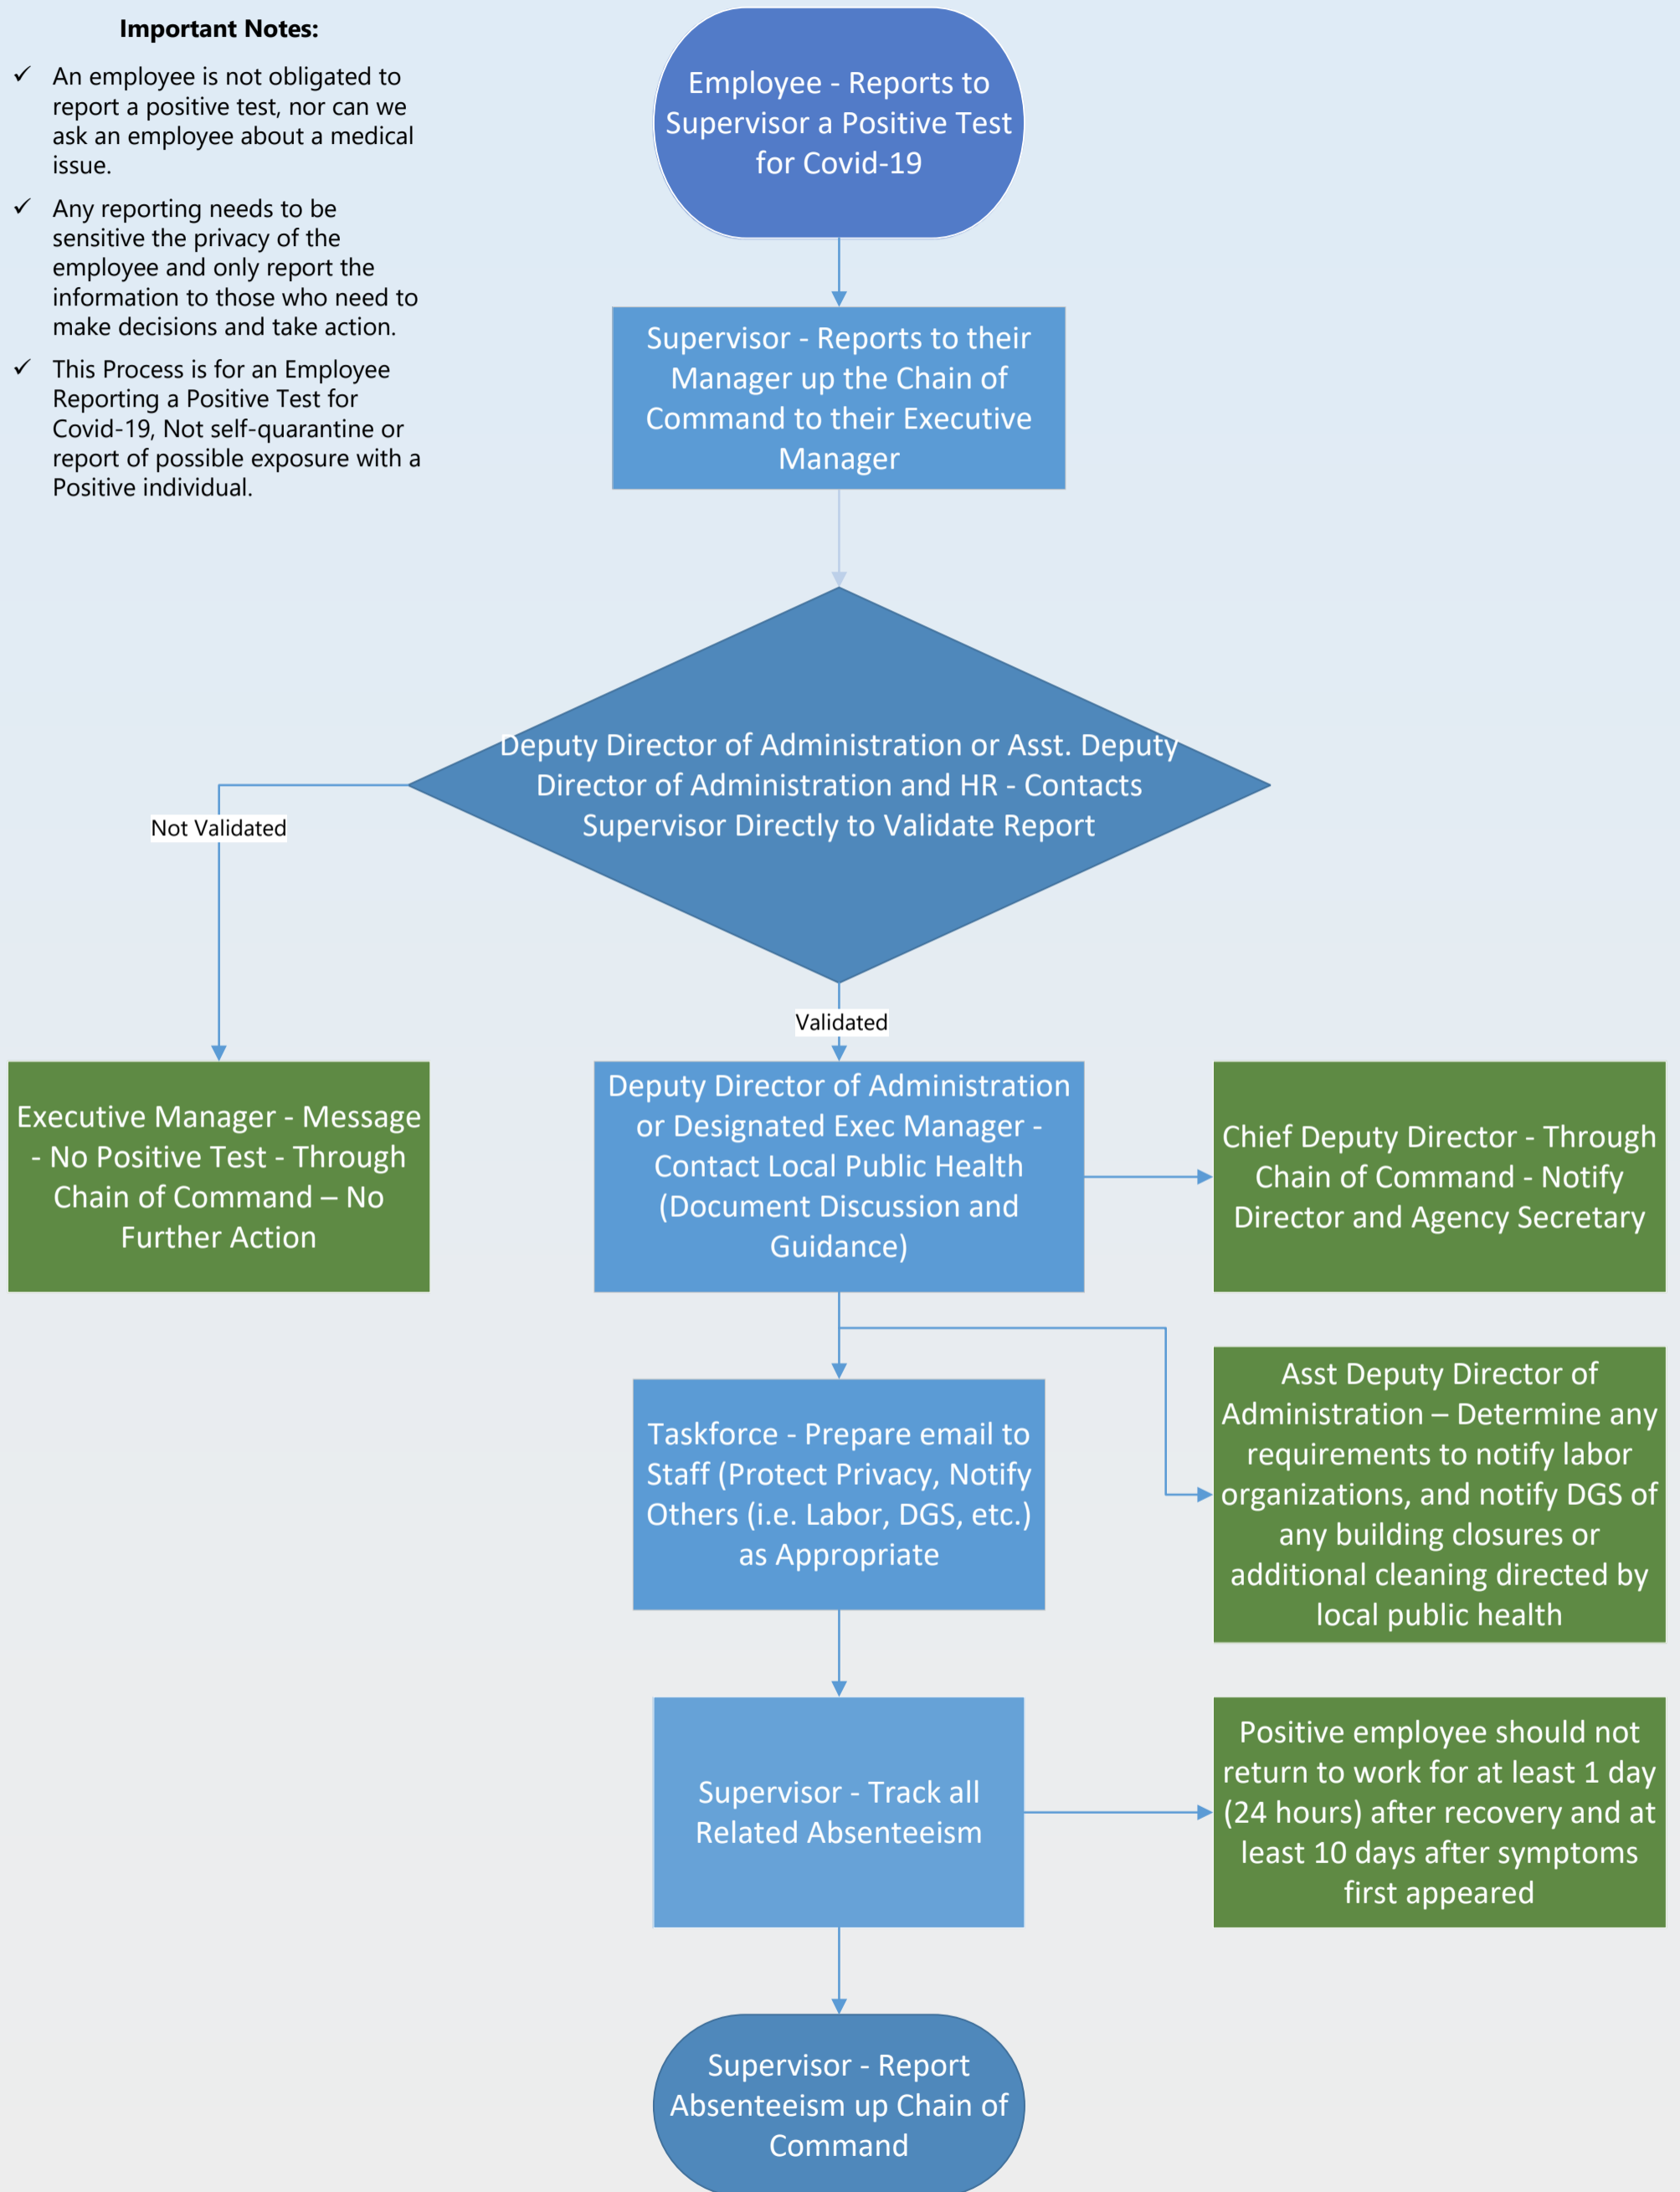 Important Notes:
✓ An employee is not obligated to
report a positive test, nor can we
ask an employee about a medical
issue.
✓ Any reporting needs to be
sensitive the privacy of the
employee and only report the
information to those who need to
make decisions and take action.
✓ This Process is for an Employee
Reporting a Positive Test for
Covid-19, Not self-quarantine or
report of possible exposure with a
Positive individual.
Employee - Reports to
Supervisor a Positive Test
for Covid-19
Supervisor - Reports to their
Manager up the Chain of
Command to their Executive
Manager
Deputy Director of Administration or Asst. Deputy
Director of Administration and HR - Contacts
Supervisor Directly to Validate Report
Not Validated
Validated
Executive Manager - Message
- No Positive Test - Through
Chain of Command – No
Further Action
Deputy Director of Administration
or Designated Exec Manager -
Contact Local Public Health
(Document Discussion and
Guidance)
Chief Deputy Director - Through
Chain of Command - Notify
Director and Agency Secretary
Taskforce - Prepare email to
Staff (Protect Privacy, Notify
Others (i.e. Labor, DGS, etc.)
as Appropriate
Asst Deputy Director of
Administration – Determine any
requirements to notify labor
organizations, and notify DGS of
any building closures or
additional cleaning directed by
local public health
Supervisor - Track all
Related Absenteeism
Positive employee should not
return to work for at least 1 day
(24 hours) after recovery and at
least 10 days after symptoms
first appeared
Supervisor - Report
Absenteeism up Chain of
Command